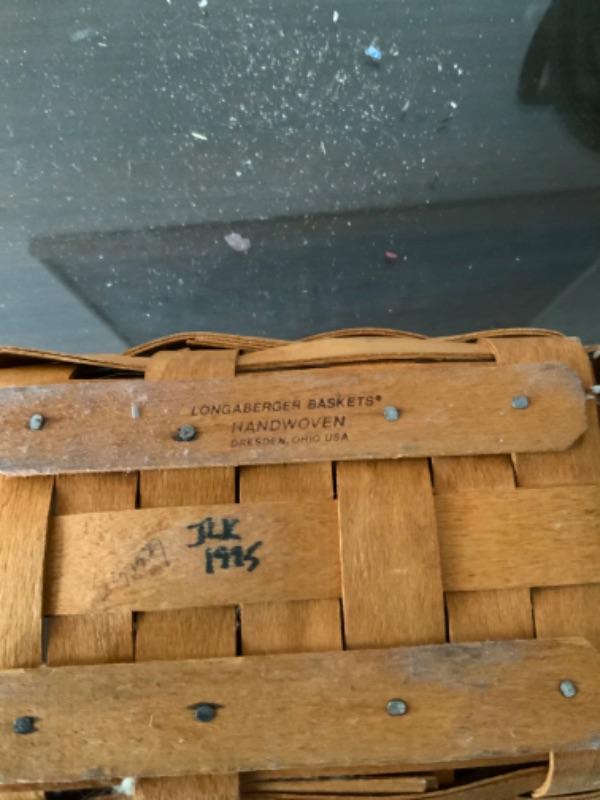 LONGABERGER BASKETS®
HANDWOVEN
DRESDEN, OHIO USA
JLK
1995